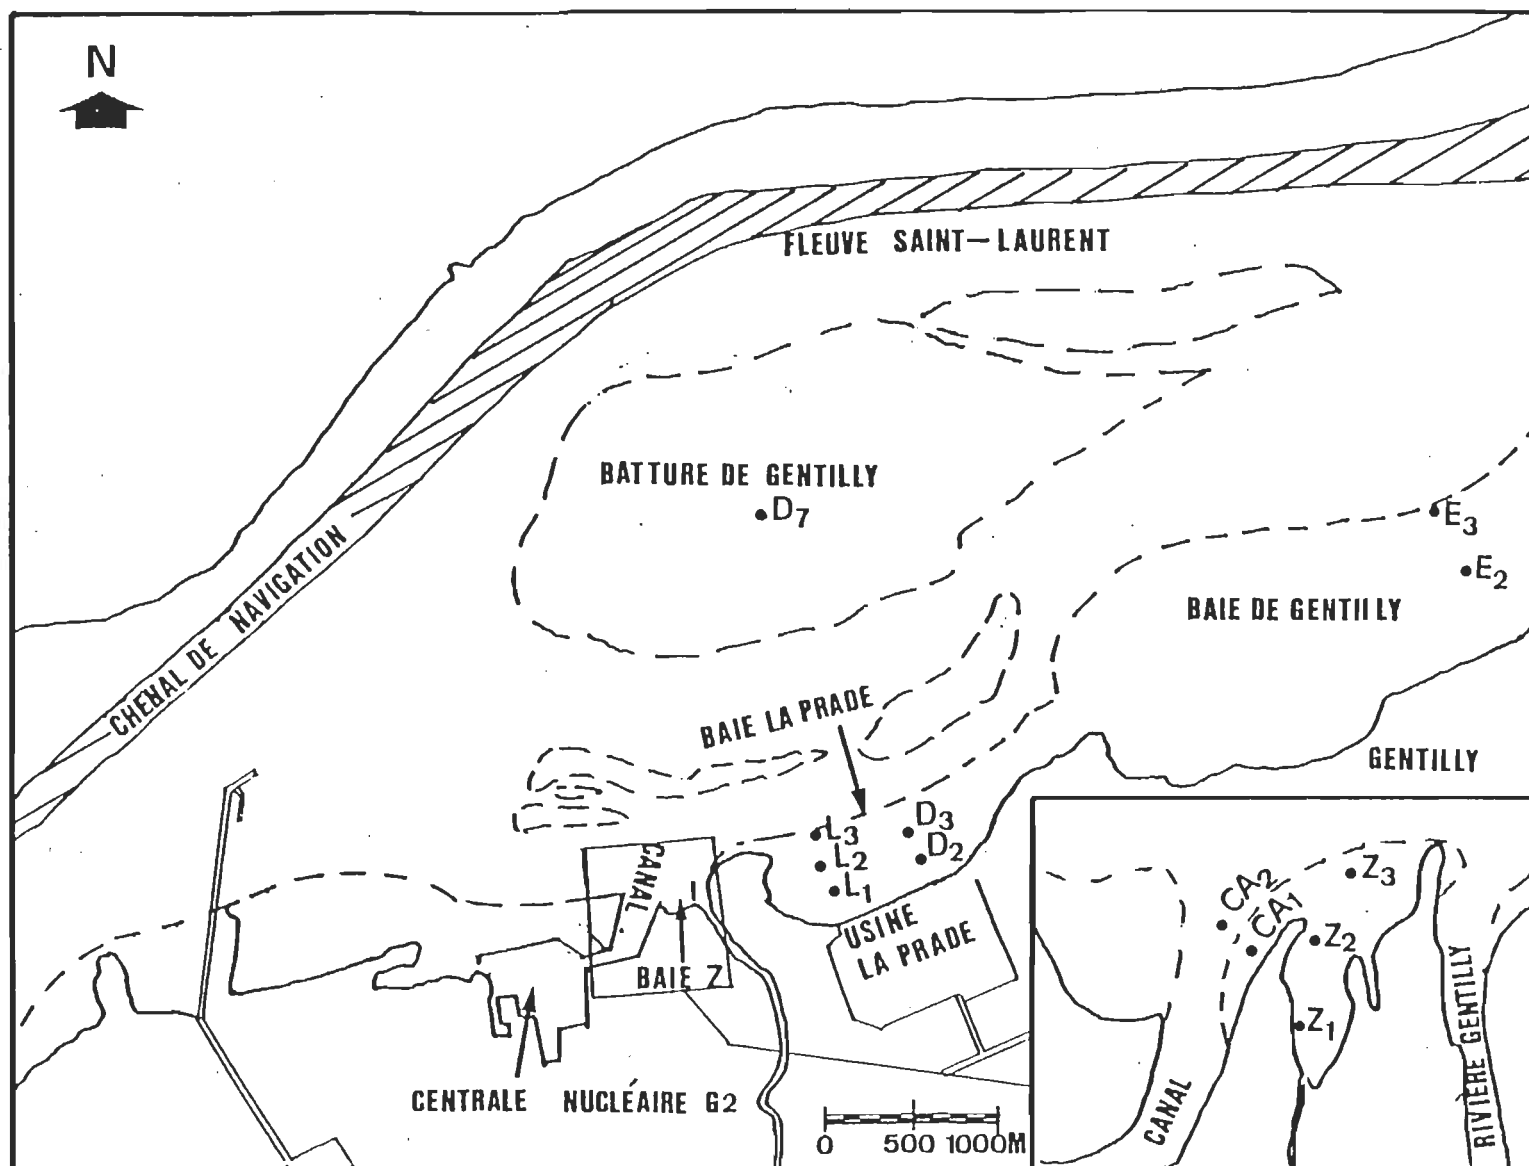 N
FLEUVE SAINT-LAURENT
BATTURE DE GENTILLY
D7
E3
E2
CHENAL DE NAVIGATION
BAIE DE GENTILLY
BAIE LA PRADE
GENTILLY
L3
D3
L2
D2
L1
CANAL
USINE
LA PRADE
BAIE Z
CENTRALE NUCLÉAIRE G2
0 500 1000M
CA2
CA1
Z3
Z2
Z1
CANAL
RIVIÈRE GENTILLY